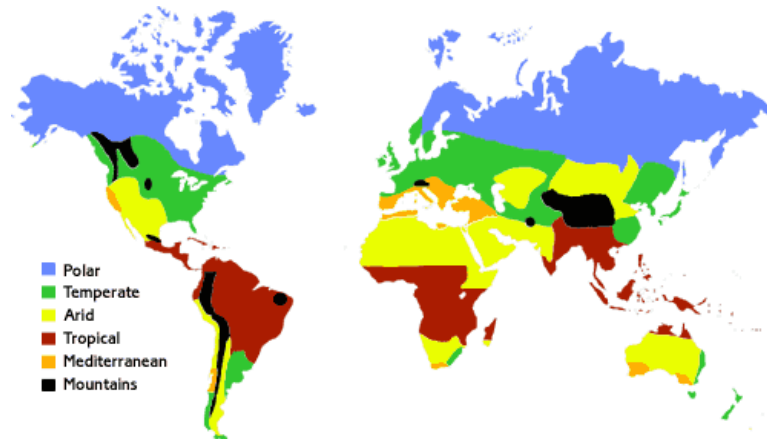 Polar
Temperate
Arid
Tropical
Mediterranean
Mountains